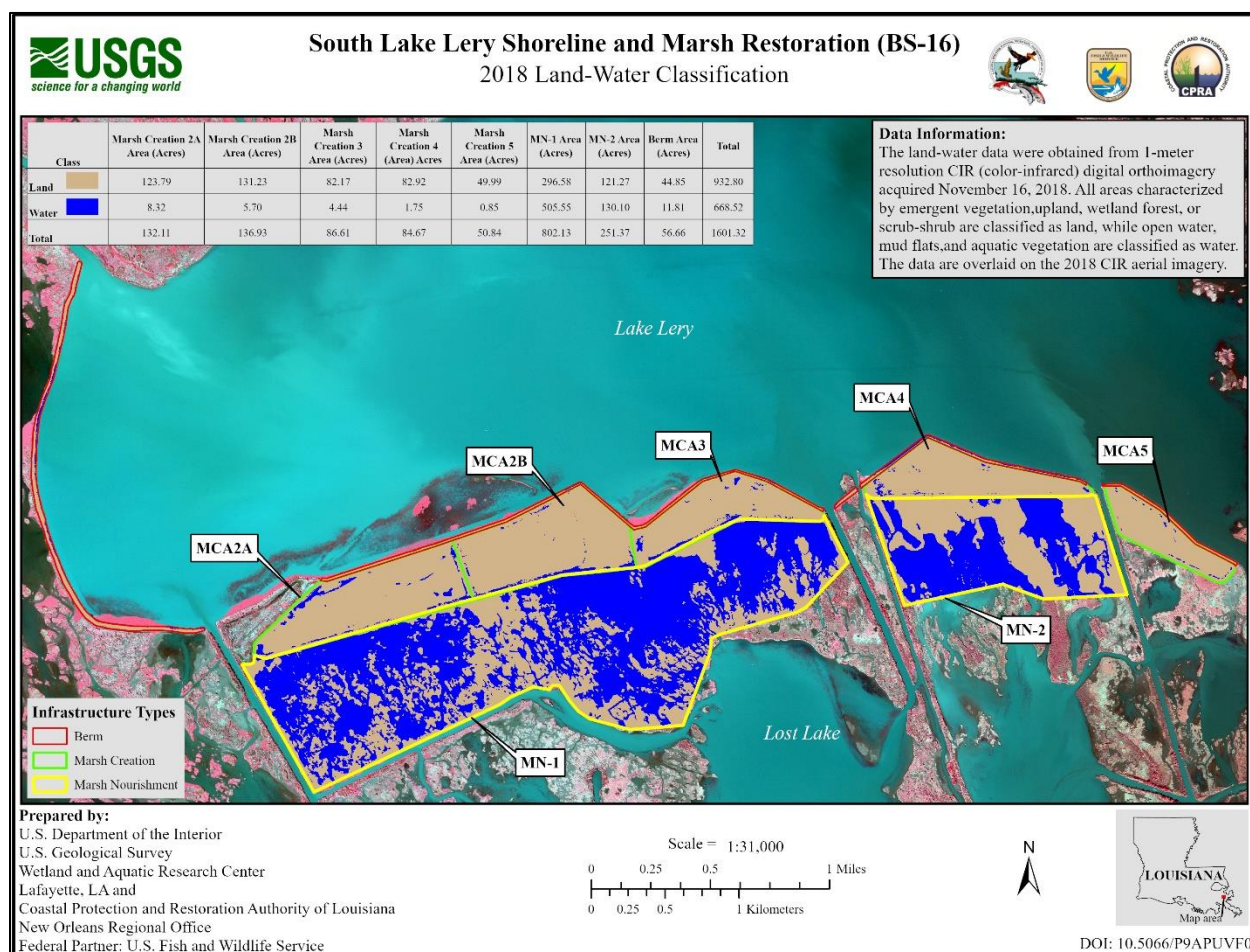 USGS
science for a changing world
South Lake Lery Shoreline and Marsh Restoration (BS-16)
2018 Land-Water Classification
COASTAL PROTECTION AND RESTORATION AUTHORITY
CPRA
Class | Marsh Creation 2A Area (Acres) | Marsh Creation 2B Area (Acres) | Marsh Creation 3 Area (Acres) | Marsh Creation 4 (Area) Acres | Marsh Creation 5 Area (Acres) | MN-1 Area (Acres) | MN-2 Area (Acres) | Berm Area (Acres) | Total
Land | 123.79 | 131.23 | 82.17 | 82.92 | 49.99 | 296.58 | 121.27 | 44.85 | 932.80
Water | 8.32 | 5.70 | 4.44 | 1.75 | 0.85 | 505.55 | 130.10 | 11.81 | 668.52
Total | 132.11 | 136.93 | 86.61 | 84.67 | 50.84 | 802.13 | 251.37 | 56.66 | 1601.32
Data Information:
The land-water data were obtained from 1-meter
resolution CIR (color-infrared) digital orthoimagery
acquired November 16, 2018. All areas characterized
by emergent vegetation,upland, wetland forest, or
scrub-shrub are classified as land, while open water,
mud flats,and aquatic vegetation are classified as water.
The data are overlaid on the 2018 CIR aerial imagery.
Lake Lery
MCA4
MCA3
MCA5
MCA2B
MCA2A
MN-2
MN-1
Lost Lake
Infrastructure Types
Berm
Marsh Creation
Marsh Nourishment
Prepared by:
U.S. Department of the Interior
U.S. Geological Survey
Wetland and Aquatic Research Center
Lafayette, LA and
Coastal Protection and Restoration Authority of Louisiana
New Orleans Regional Office
Federal Partner: U.S. Fish and Wildlife Service
Scale = 1:31,000
0 0.25 0.5 1 Miles
0 0.25 0.5 1 Kilometers
N
LOUISIANA
Map area
DOI: 10.5066/P9APUVE0